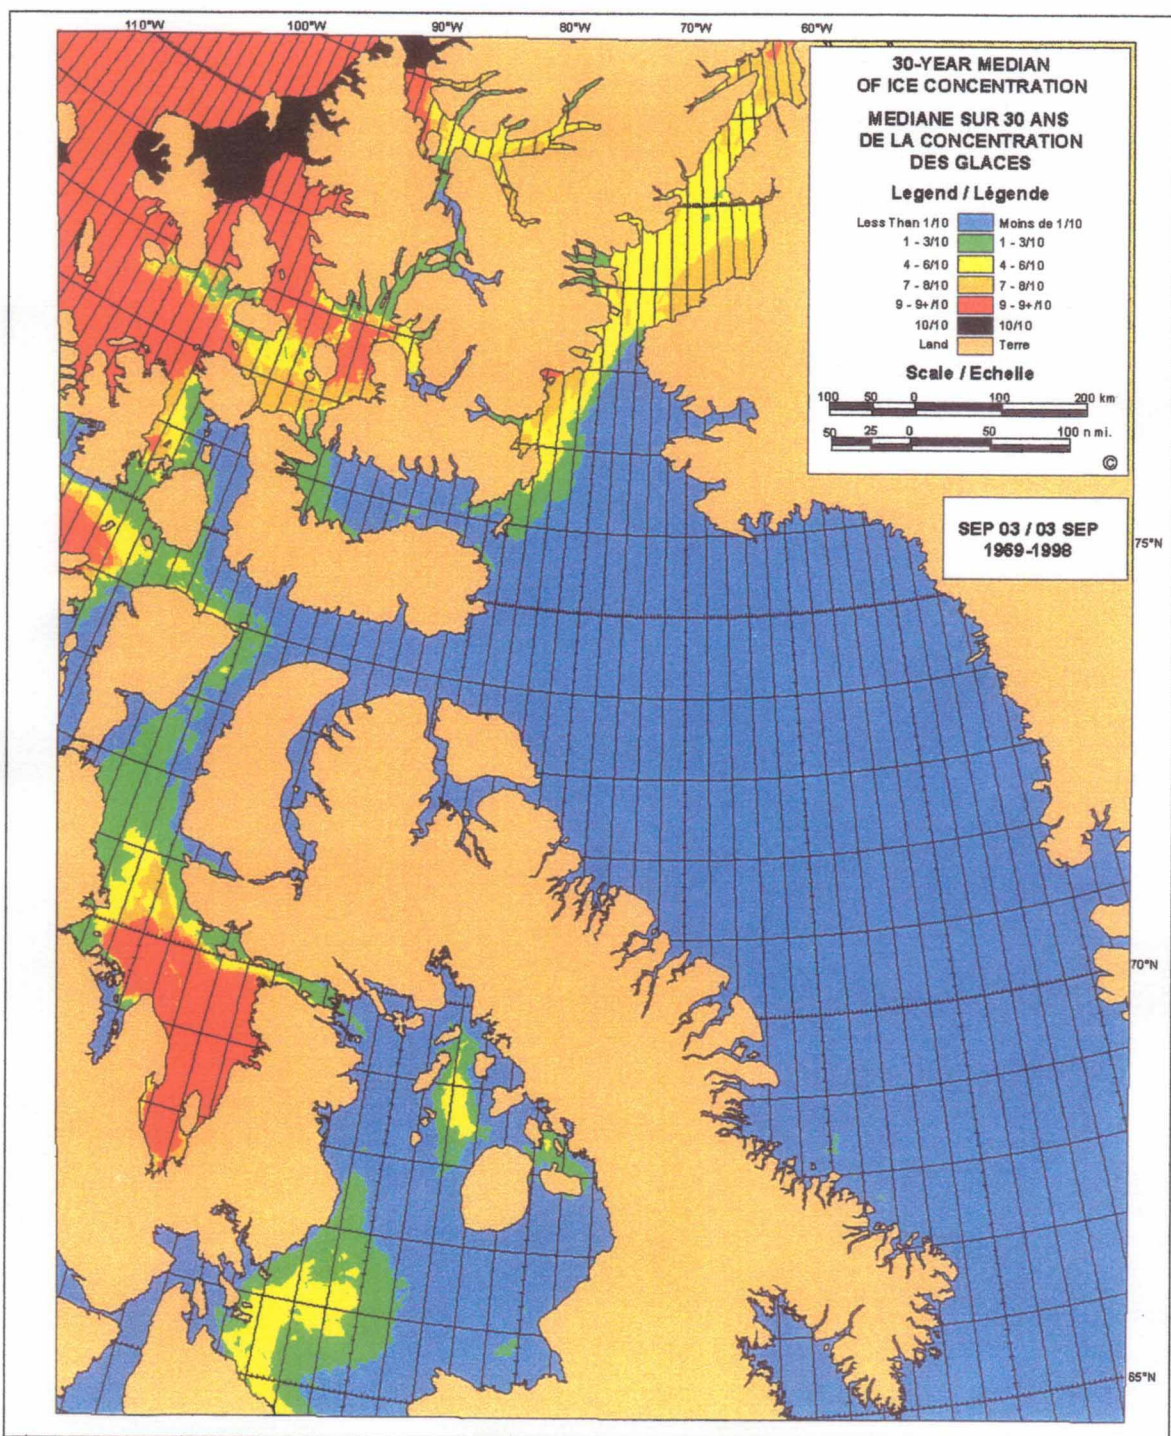 110°W 100°W 90°W 80°W 70°W 60°W
30-YEAR MEDIAN
OF ICE CONCENTRATION
MEDIANE SUR 30 ANS
DE LA CONCENTRATION
DES GLACES
Legend / Légende
Less Than 1/10 Moins de 1/10
1 - 3/10 1 - 3/10
4 - 6/10 4 - 6/10
7 - 8/10 7 - 8/10
9 - 9+/10 9 - 9+/10
10/10 10/10
Land Terre
Scale / Echelle
100 50 0 100 200 km
50 25 0 50 100 n mi.
©
SEP 03 / 03 SEP
1969-1998
75°N
70°N
65°N